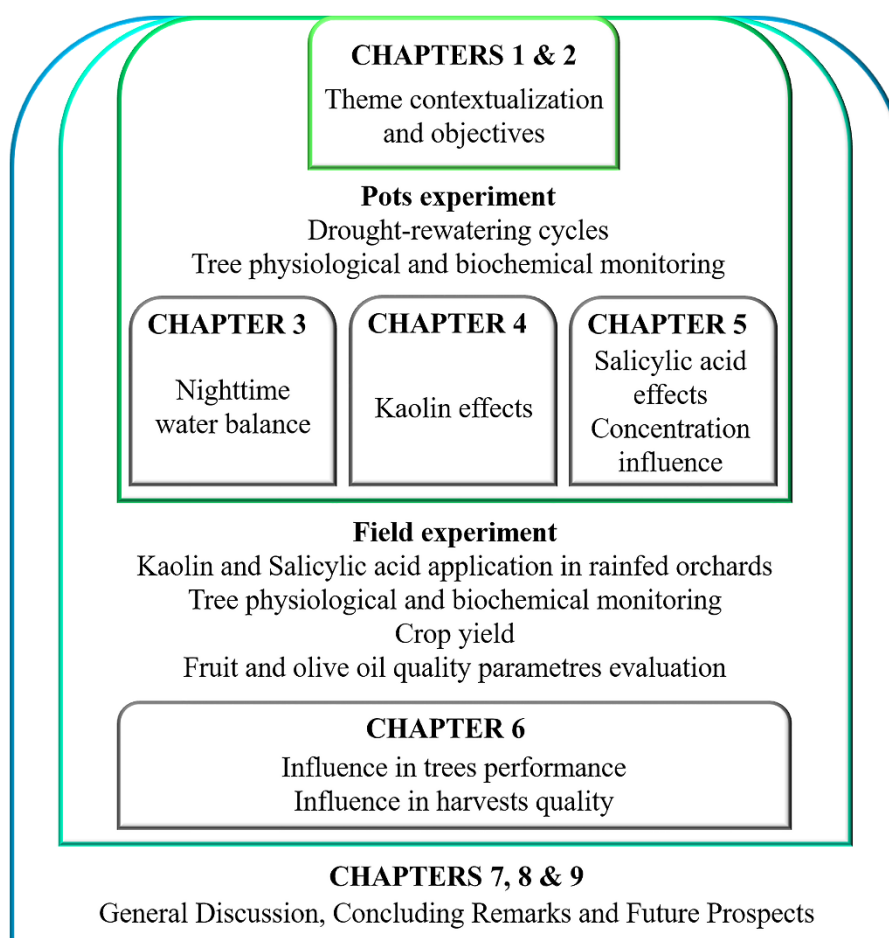 CHAPTERS 1 & 2
Theme contextualization
and objectives
Pots experiment
Drought-rewatering cycles
Tree physiological and biochemical monitoring
CHAPTER 3
Nighttime
water balance
CHAPTER 4
Kaolin effects
CHAPTER 5
Salicylic acid
effects
Concentration
influence
Field experiment
Kaolin and Salicylic acid application in rainfed orchards
Tree physiological and biochemical monitoring
Crop yield
Fruit and olive oil quality parametres evaluation
CHAPTER 6
Influence in trees performance
Influence in harvests quality
CHAPTERS 7, 8 & 9
General Discussion, Concluding Remarks and Future Prospects